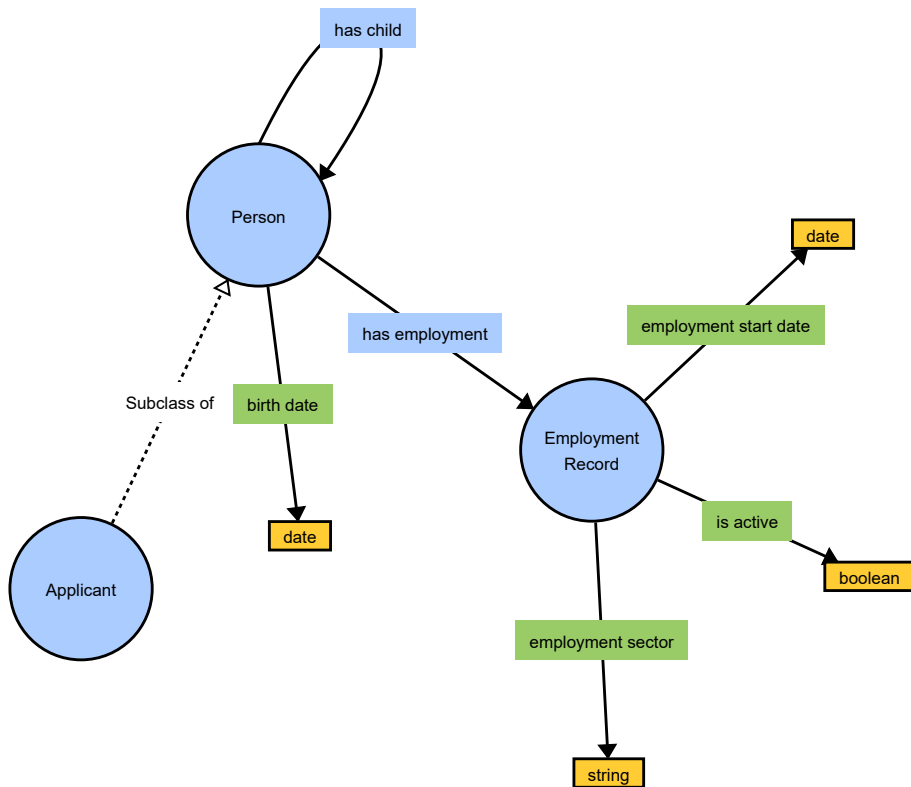 has child
Person
date
employment start date
has employment
Subclass of
birth date
Employment
Record
is active
date
boolean
Applicant
employment sector
string